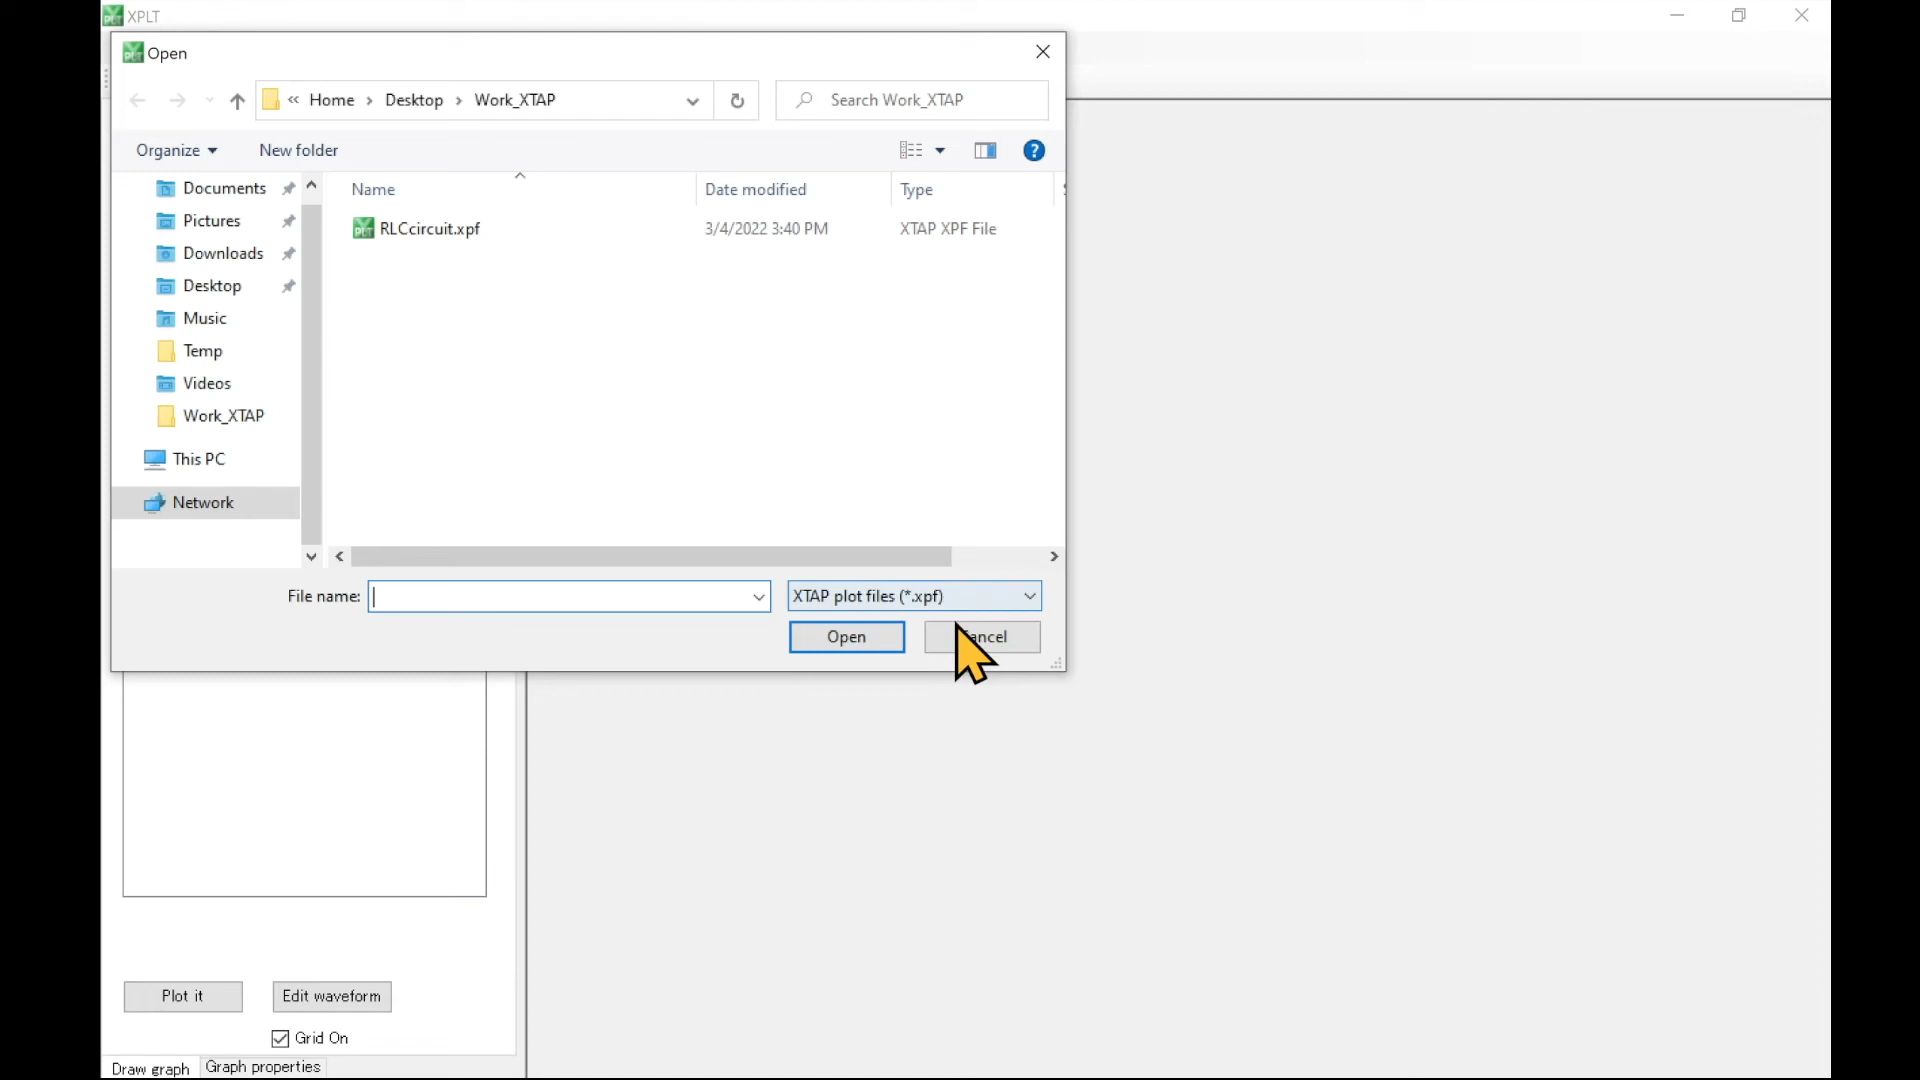 XPLT
Open
« Home > Desktop > Work_XTAP
Search Work_XTAP
Organize
New folder
Name
Date modified
Type
Documents
Pictures
Downloads
Desktop
Music
Temp
Videos
Work_XTAP
This PC
Network
RLCcircuit.xpf
3/4/2022 3:40 PM
XTAP XPF File
File name:
XTAP plot files (*.xpf)
Open
Plot it
Edit waveform
Grid On
Draw graph
Graph properties